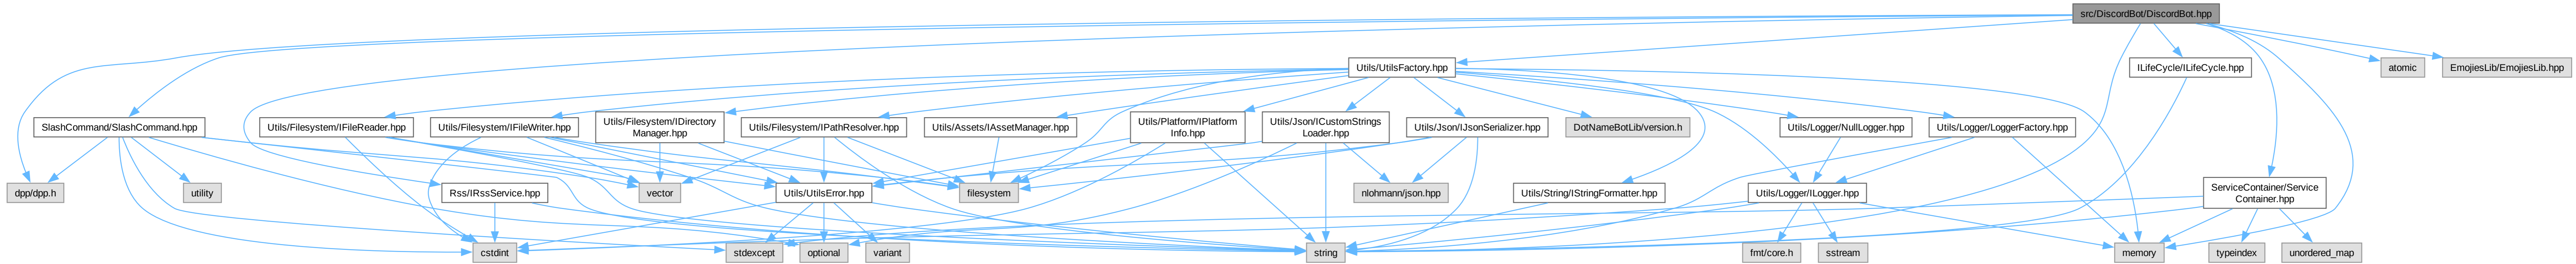 src/DiscordBot/DiscordBot.hpp
Utils/UtilsFactory.hpp
ILifeCycle/ILifeCycle.hpp
atomic
EmojiesLib/EmojiesLib.hpp
SlashCommand/SlashCommand.hpp
Utils/Filesystem/IFileReader.hpp
Utils/Filesystem/IFileWriter.hpp
Utils/Filesystem/IDirectory
Manager.hpp
Utils/Filesystem/IPathResolver.hpp
Utils/Assets/IAssetManager.hpp
Utils/Platform/IPlatform
Info.hpp
Utils/Json/ICustomStrings
Loader.hpp
Utils/Json/IJsonSerializer.hpp
DotNameBotLib/version.h
Utils/Logger/NullLogger.hpp
Utils/Logger/LoggerFactory.hpp
dpp/dpp.h
utility
Rss/IRssService.hpp
vector
Utils/UtilsError.hpp
filesystem
nlohmann/json.hpp
Utils/String/IStringFormatter.hpp
Utils/Logger/ILogger.hpp
ServiceContainer/Service
Container.hpp
cstdint
stdexcept
optional
variant
string
fmt/core.h
sstream
memory
typeindex
unordered_map